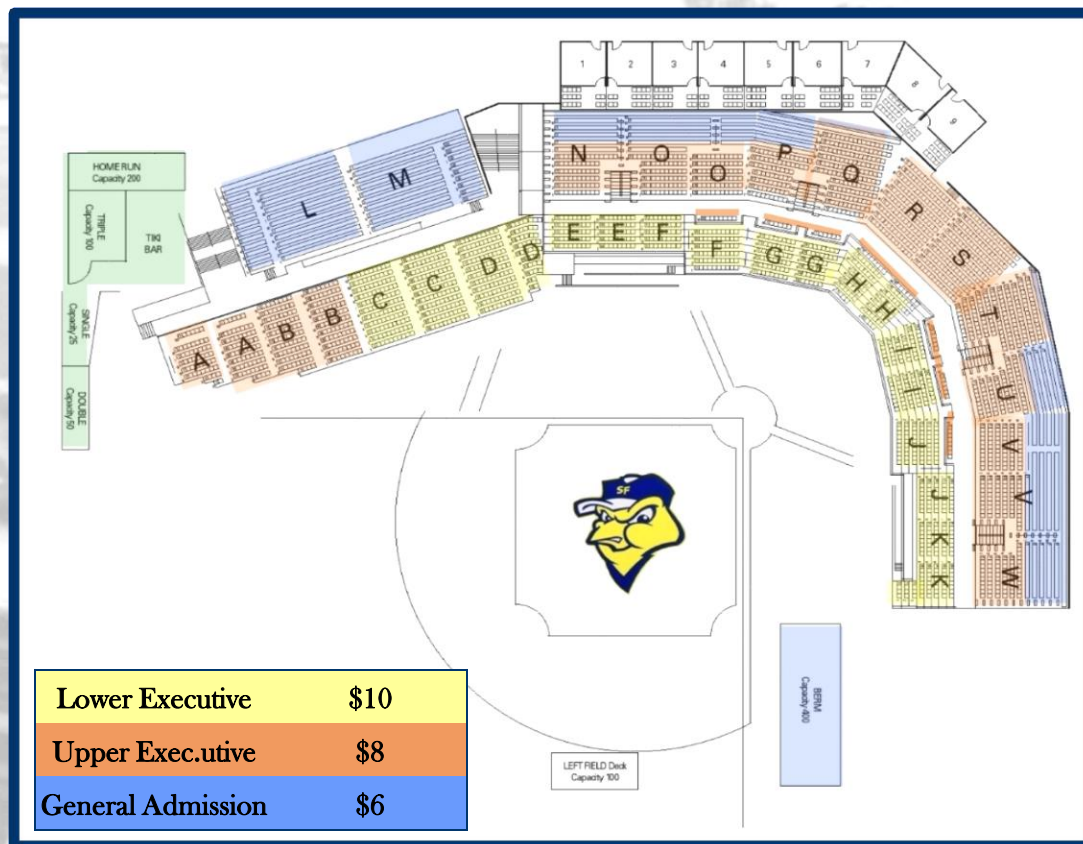 1 2 3 4 5 6 7 8 9
HOME RUN
Capacity 200
TRIPLE
Capacity 100
TIKI
BAR
SINGLE
Capacity 25
DOUBLE
Capacity 50
L M
N O O P Q R S T U V V W
A A B B C C D D E E F F G G H H I I J J K K
SF
BERM
Capacity 400
LEFT FIELD Deck
Capacity 100
Lower Executive $10
Upper Exec.utive $8
General Admission $6